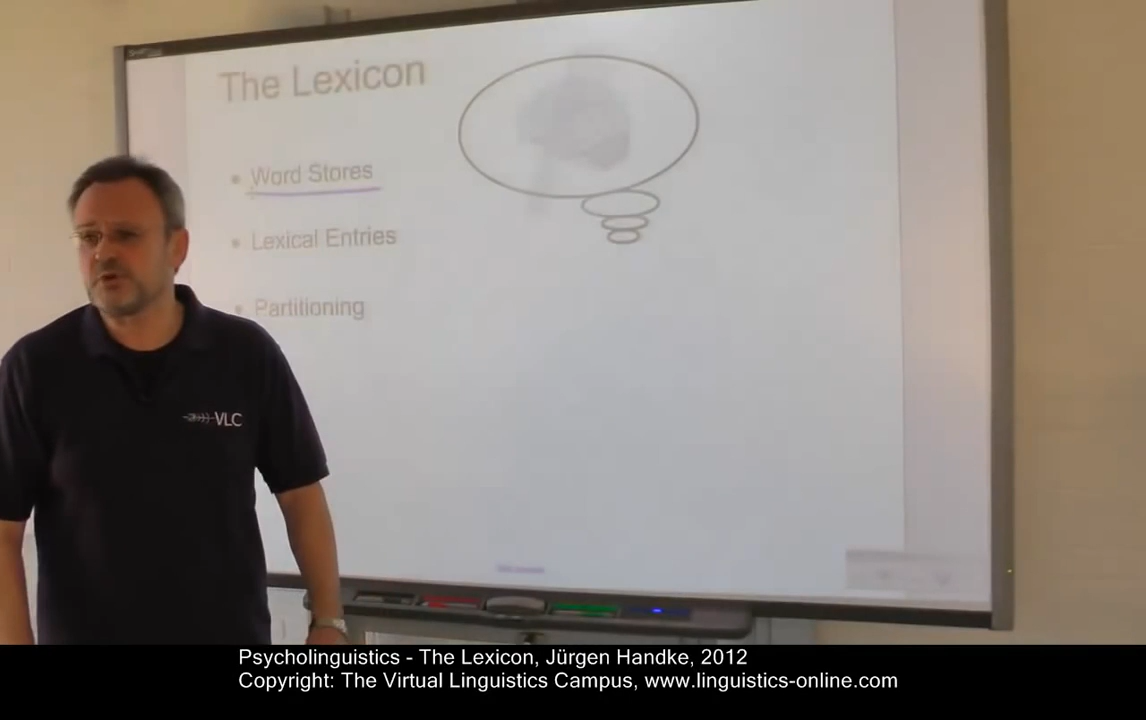 The Lexicon
Word Stores
Lexical Entries
Partitioning
VLC
Psycholinguistics - The Lexicon, Jürgen Handke, 2012
Copyright: The Virtual Linguistics Campus, www.linguistics-online.com